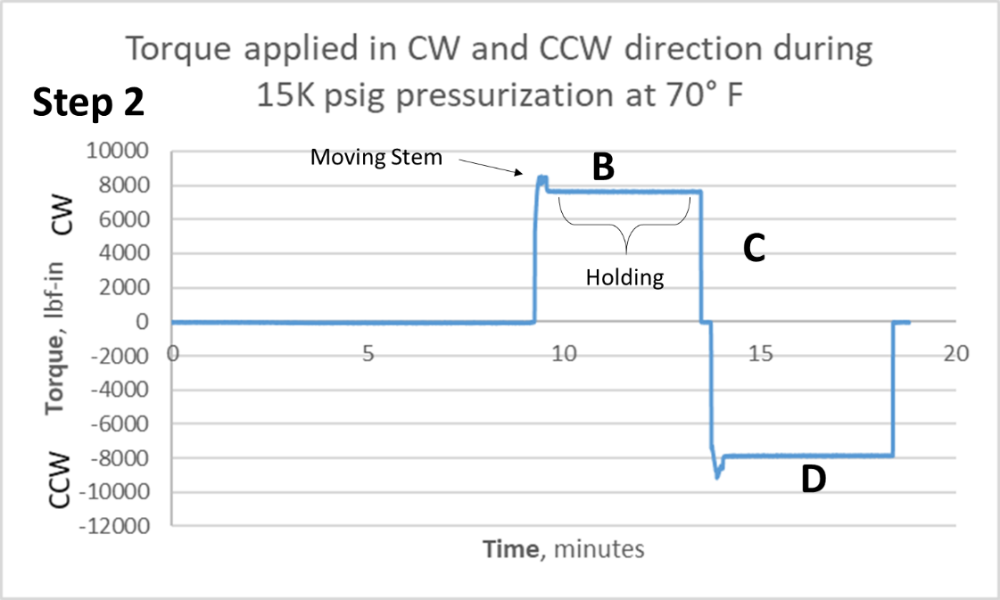 Torque applied in CW and CCW direction during
15K psig pressurization at 70° F
Step 2
10000
8000
6000
4000
2000
0
-2000
-4000
-6000
-8000
-10000
-12000
CW
Torque, lbf-in
CCW
Moving Stem
B
Holding
C
D
0 5 10 15 20
Time, minutes